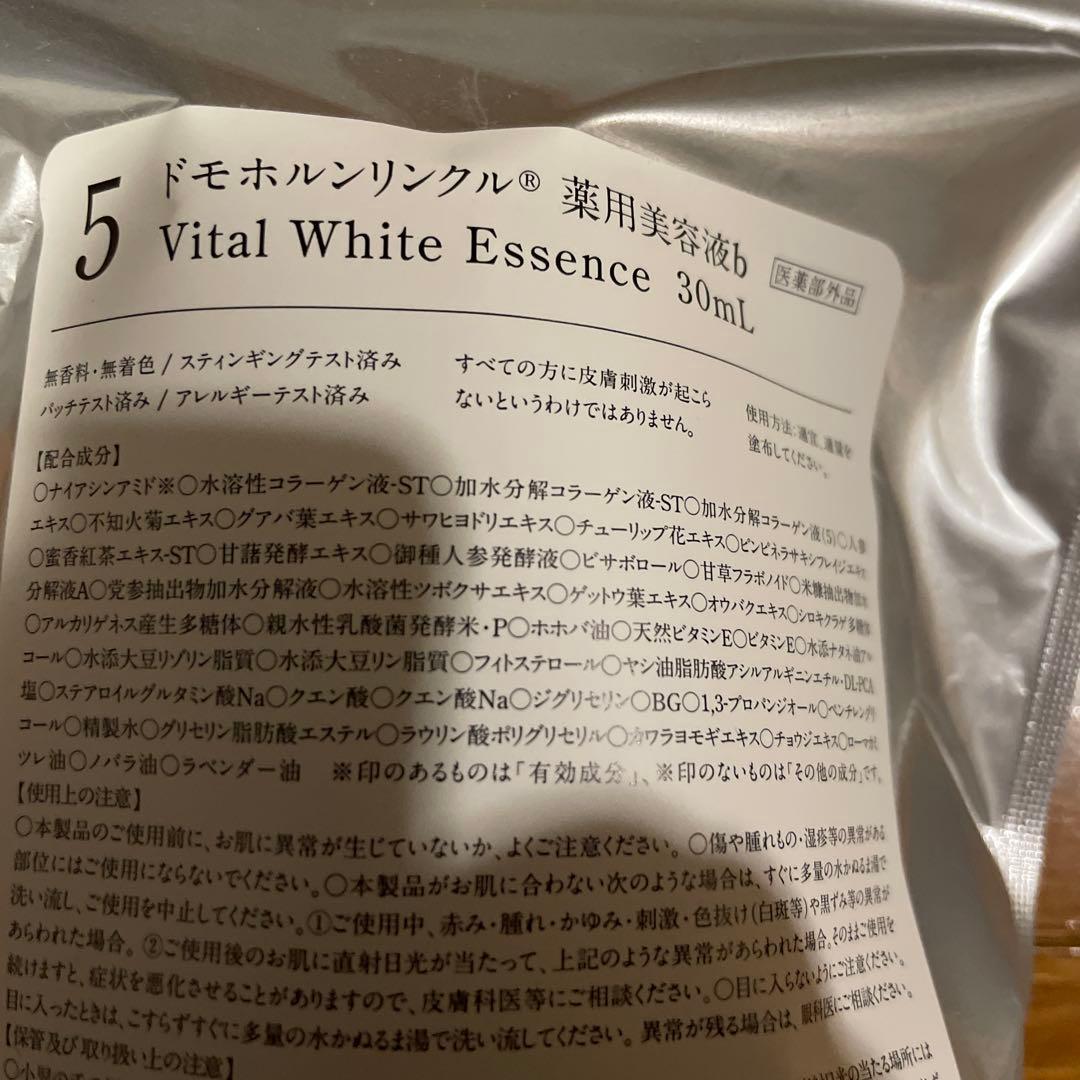 5
ドモホルンリンクル® 薬用美容液b
Vital White Essence 30mL
医薬部外品
無香料・無着色 / スティンギングテスト済み
パッチテスト済み / アレルギーテスト済み
すべての方に皮膚刺激が起こら
ないというわけではありません。
使用方法:適宜、適量を
塗布してください。
【配合成分】
○ナイアシンアミド※○水溶性コラーゲン液-ST○加水分解コラーゲン液-ST○加水分解コラーゲン液(5)○人参
エキス○不知火菊エキス○グアバ葉エキス○サワヒヨドリエキス○チューリップ花エキス○ピンピネラサキシフレイジエキス
○蜜香紅茶エキス-ST○甘藷発酵エキス○御種人参発酵液○ビサボロール○甘草フラボノイド○米糠抽出物加水
分解液A○党参抽出物加水分解液○水溶性ツボクサエキス○ゲットウ葉エキス○オウバクエキス○シロキクラゲ多糖体
○アルカリゲネス産生多糖体○親水性乳酸菌発酵米・P○ホホバ油○天然ビタミンE○ビタミンE○水添ナタネ油アル
コール○水添大豆リゾリン脂質○水添大豆リン脂質○フィトステロール○ヤシ油脂肪酸アシルアルギニンエチル・DL-PCA
塩○ステアロイルグルタミン酸Na○クエン酸○クエン酸Na○ジグリセリン○BG○1,3-プロパンジオール○ペンチレングリ
コール○精製水○グリセリン脂肪酸エステル○ラウリン酸ポリグリセリル○カワラヨモギエキス○チョウジエキス○ローマカミ
ツレ油○ノバラ油○ラベンダー油 ※印のあるものは「有効成分」、※印のないものは「その他の成分」です。
【使用上の注意】
○本製品のご使用前に、お肌に異常が生じていないか、よくご注意ください。○傷や腫れもの・湿疹等の異常がある
部位にはご使用にならないでください。○本製品がお肌に合わない次のような場合は、すぐに多量の水かぬるま湯で
洗い流し、ご使用を中止してください。①ご使用中、赤み・腫れ・かゆみ・刺激・色抜け(白斑等)や黒ずみ等の異常が
あらわれた場合。②ご使用後のお肌に直射日光が当たって、上記のような異常があらわれた場合。そのままご使用を
続けますと、症状を悪化させることがありますので、皮膚科医等にご相談ください。○目に入らないようにご注意ください。
目に入ったときは、こすらずすぐに多量の水かぬるま湯で洗い流してください。異常が残る場合は、眼科医にご相談ください。
【保管及び取り扱い上の注意】
○小児の手の
日光の当たる場所には